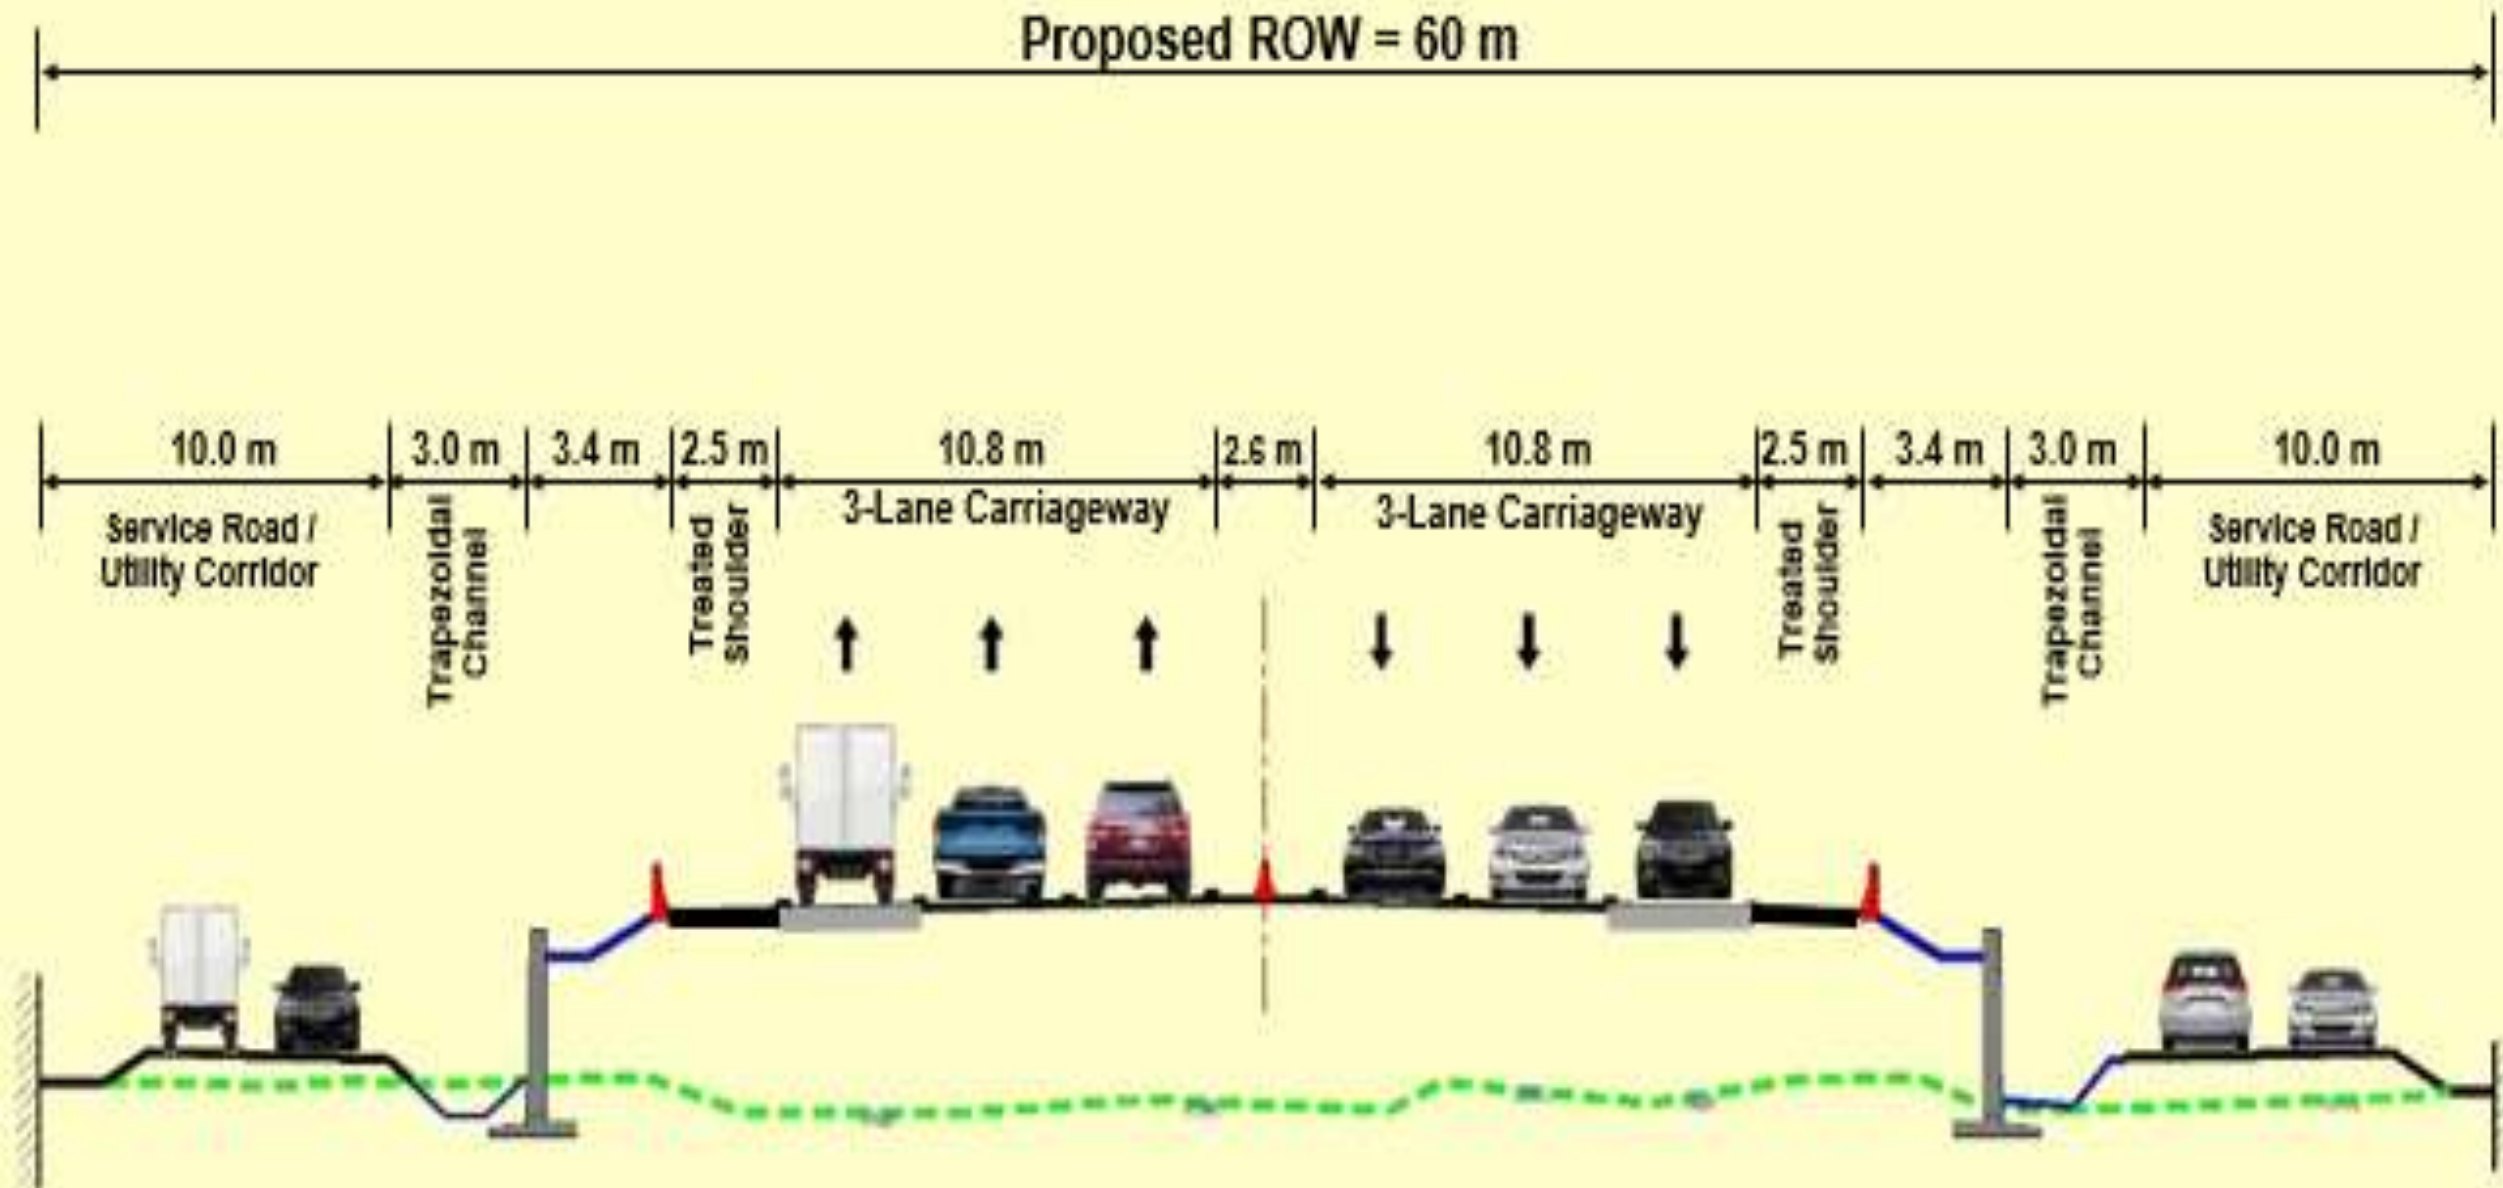 Proposed ROW = 60 m
10.0 m
3.0 m
3.4 m
2.5 m
10.8 m
2.6 m
10.8 m
2.5 m
3.4 m
3.0 m
10.0 m
Service Road /
Utility Corridor
Trapezoidal
Channel
Treated
Shoulder
3-Lane Carriageway
3-Lane Carriageway
Treated
Shoulder
Trapezoidal
Channel
Service Road /
Utility Corridor